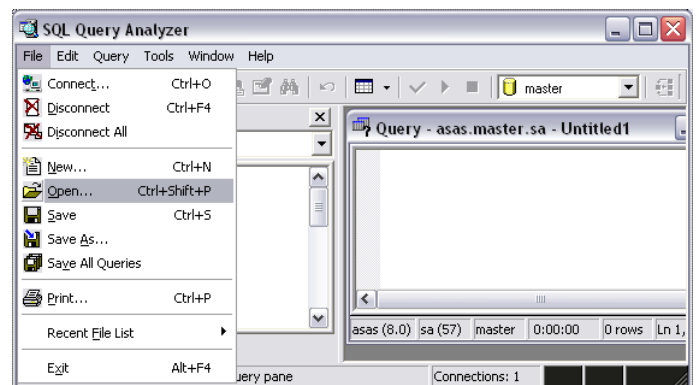 SQL Query Analyzer
File Edit Query Tools Window Help
master
Connect... Ctrl+O
Disconnect Ctrl+F4
Disconnect All
New... Ctrl+N
Open... Ctrl+Shift+P
Save Ctrl+S
Save As...
Save All Queries
Print... Ctrl+P
Recent File List
Exit Alt+F4
Query - asas.master.sa - Untitled1
asas (8.0) sa (57) master 0:00:00 0 rows Ln 1,
uery pane Connections: 1